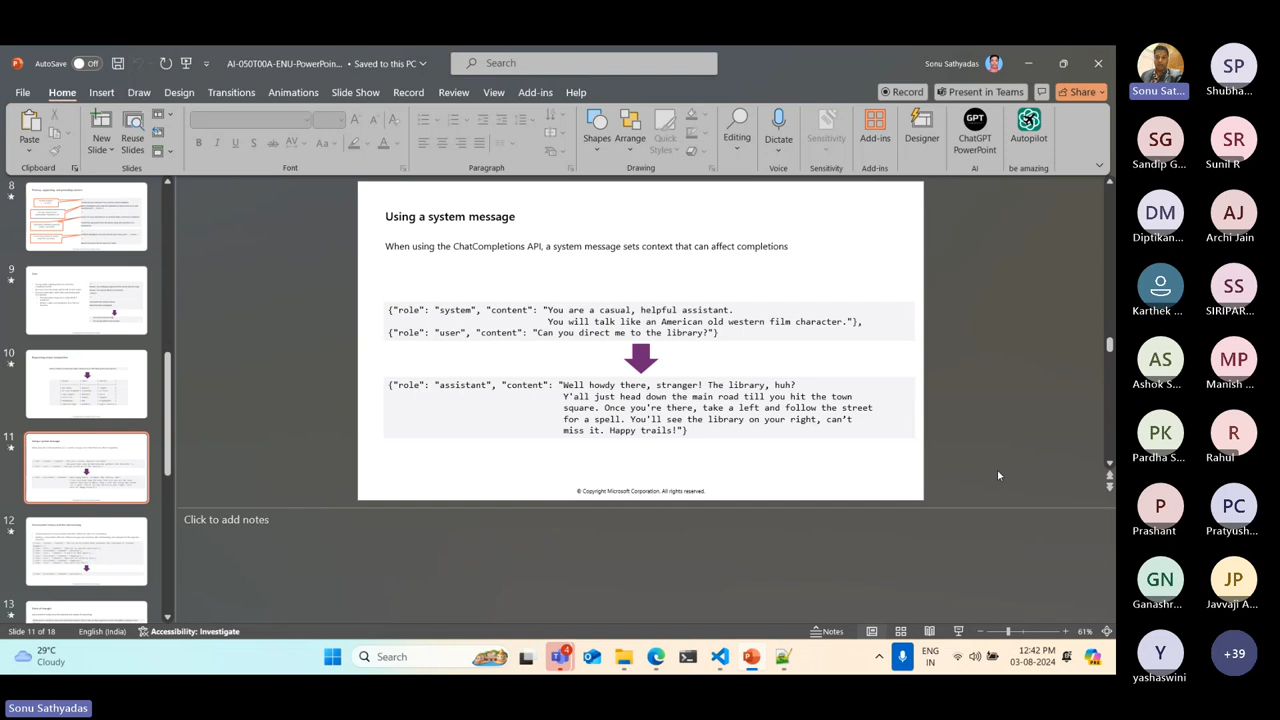 AutoSave
Off
AI-050T00A-ENU-PowerPoin... • Saved to this PC
Search
Sonu Sathyadas
File
Home
Insert
Draw
Design
Transitions
Animations
Slide Show
Record
Review
View
Add-ins
Help
Record
Present in Teams
Share
Paste
New
Slide
Reuse
Slides
Shapes
Arrange
Quick
Styles
Editing
Dictate
Sensitivity
Add-ins
Designer
ChatGPT
PowerPoint
Autopilot
Clipboard
Slides
Font
Paragraph
Drawing
Voice
Sensitivity
Add-ins
AI
be amazing
8
9
10
11
12
13
Using a system message
When using the ChatCompletions API, a system message sets context that can affect completions
{"role": "system", "content": "You are a casual, helpful assistant.
You will talk like an American old western film character."},
{"role": "user", "content": "Can you direct me to the library?"}
{"role": "assistant", "content": "Well howdy there, stranger! The library, huh?
Y'all just head down the main road till you hit the town
square. Once you're there, take a left and follow the street
for a spell. You'll see the library on your right, can't
miss it. Happy trails!"}
© Copyright Microsoft Corporation. All rights reserved.
Click to add notes
Slide 11 of 18
English (India)
Accessibility: Investigate
Notes
61%
29°C
Cloudy
Search
4
ENG
IN
12:42 PM
03-08-2024
Sonu Sathyadas
Sonu Sat...
SP
Shubha...
SG
Sandip G...
SR
Sunil R
DM
Diptikan...
AJ
Archi Jain
Karthek ...
SS
SIRIPAR...
AS
Ashok S...
MP
Manish ...
PK
Pardha S...
R
Rahul
P
Prashant
PC
Pratyush...
GN
Ganashr...
JP
Javvaji A...
Y
yashaswini
+39